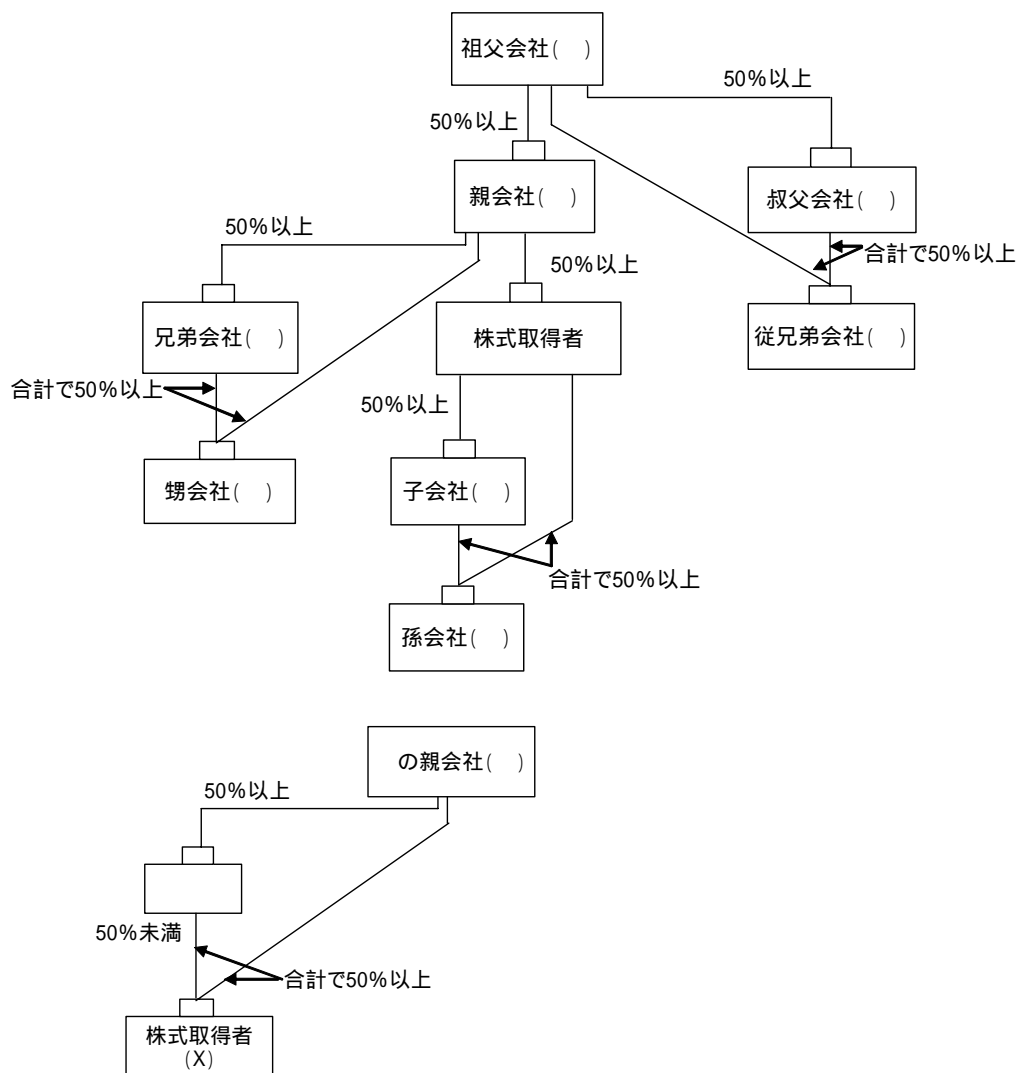 祖父会社(　)
50%以上
50%以上
親会社(　)
叔父会社(　)
50%以上
50%以上
合計で50%以上
兄弟会社(　)
株式取得者
従兄弟会社(　)
合計で50%以上
50%以上
甥会社(　)
子会社(　)
合計で50%以上
孫会社(　)
の親会社(　)
50%以上
50%未満
合計で50%以上
株式取得者
(X)